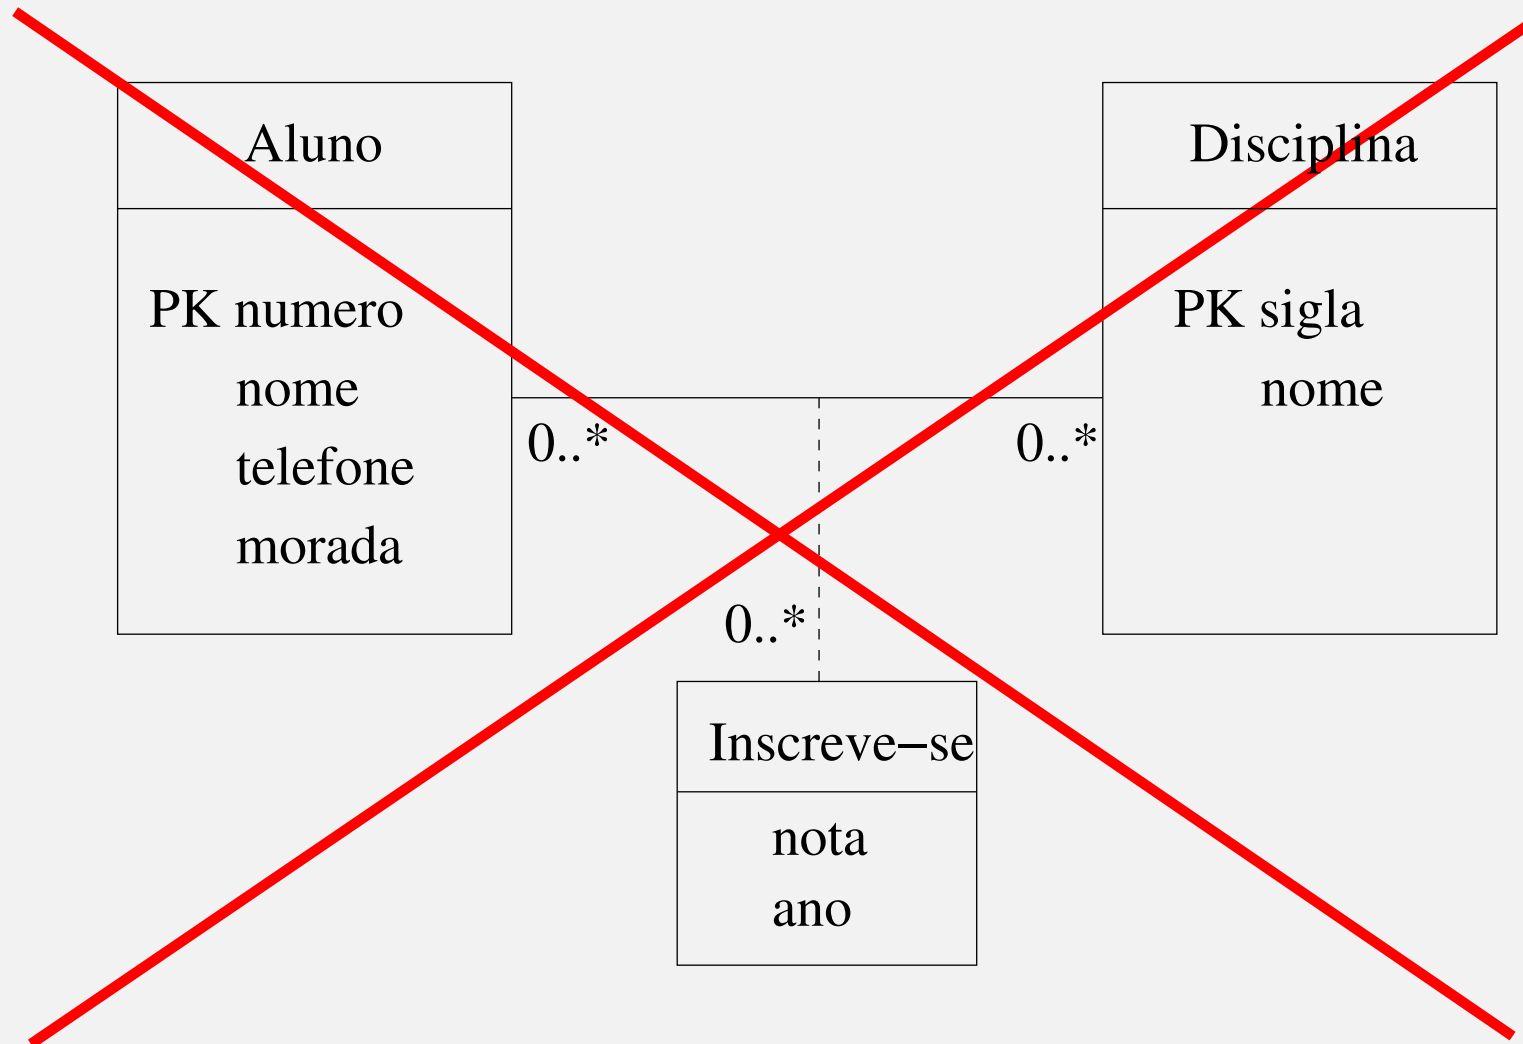 Aluno
PK numero
nome
telefone
morada
0..*
0..*
Disciplina
PK sigla
nome
0..*
Inscreve–se
nota
ano